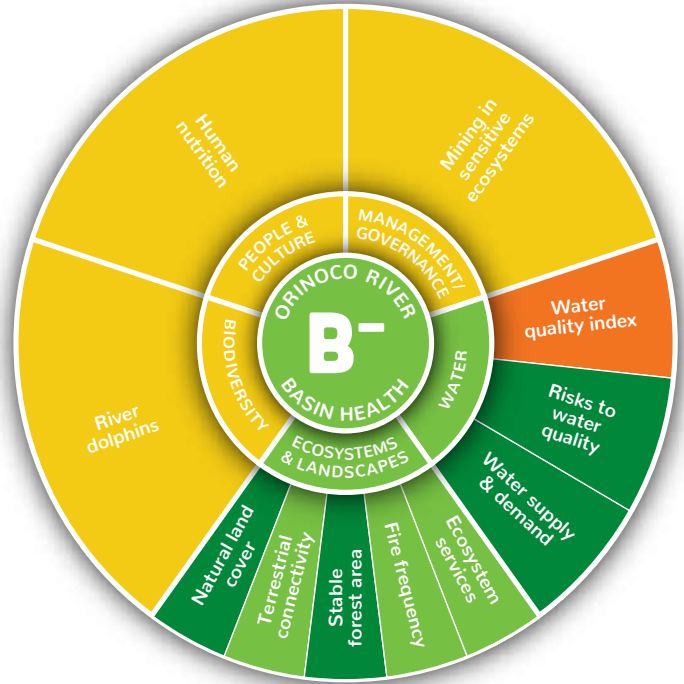 ORINOCO RIVER
B-
BASIN HEALTH
MANAGEMENT/
GOVERNANCE
WATER
ECOSYSTEMS
& LANDSCAPES
BIODIVERSITY
PEOPLE &
CULTURE
Mining in
sensitive
ecosystems
Water
quality index
Risks to
water
quality
Water supply
& demand
Ecosystem
services
Fire frequency
Stable
forest area
Terrestrial
connectivity
Natural land
cover
River
dolphins
Human
nutrition